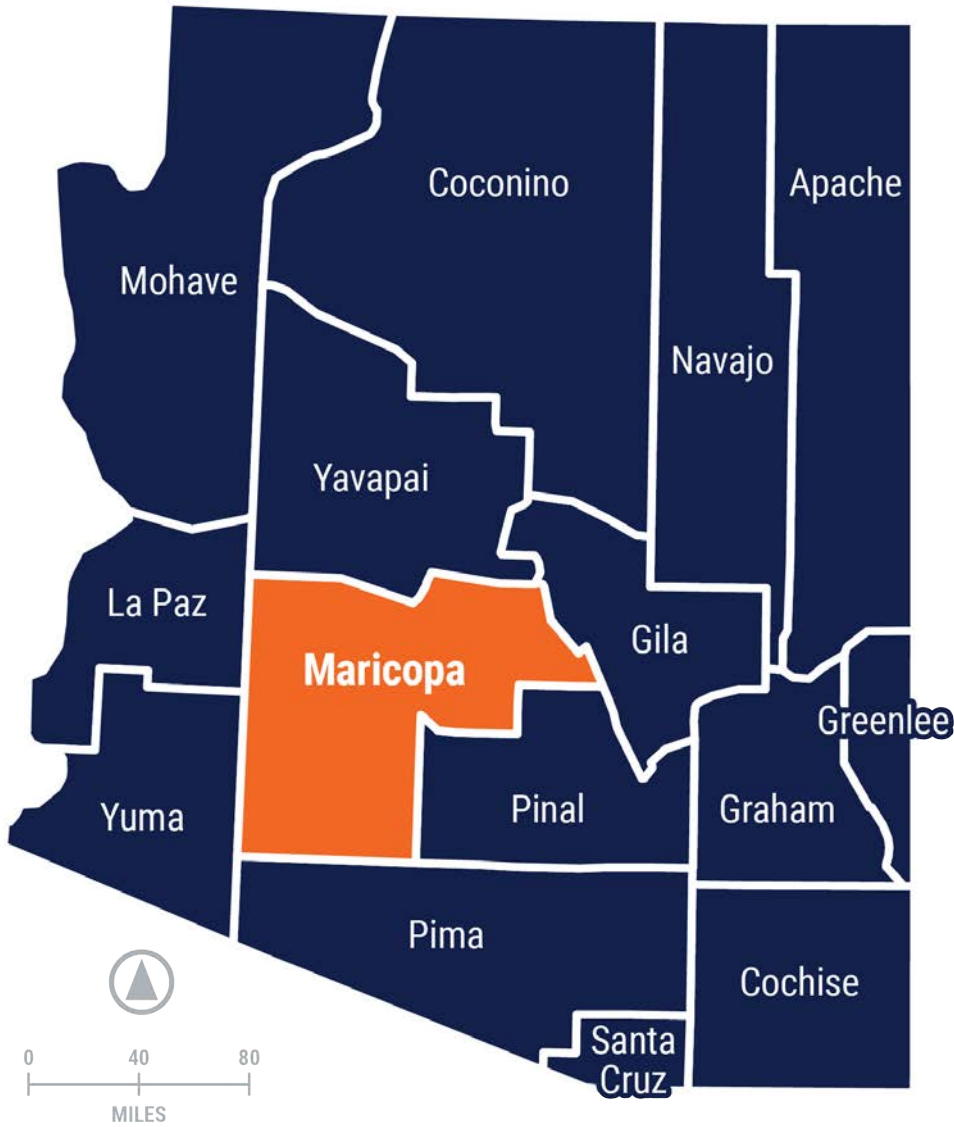 Coconino
Apache
Mohave
Navajo
Yavapai
La Paz
Gila
Maricopa
Greenlee
Yuma
Pinal
Graham
Pima
Cochise
Santa
Cruz
0 40 80
MILES